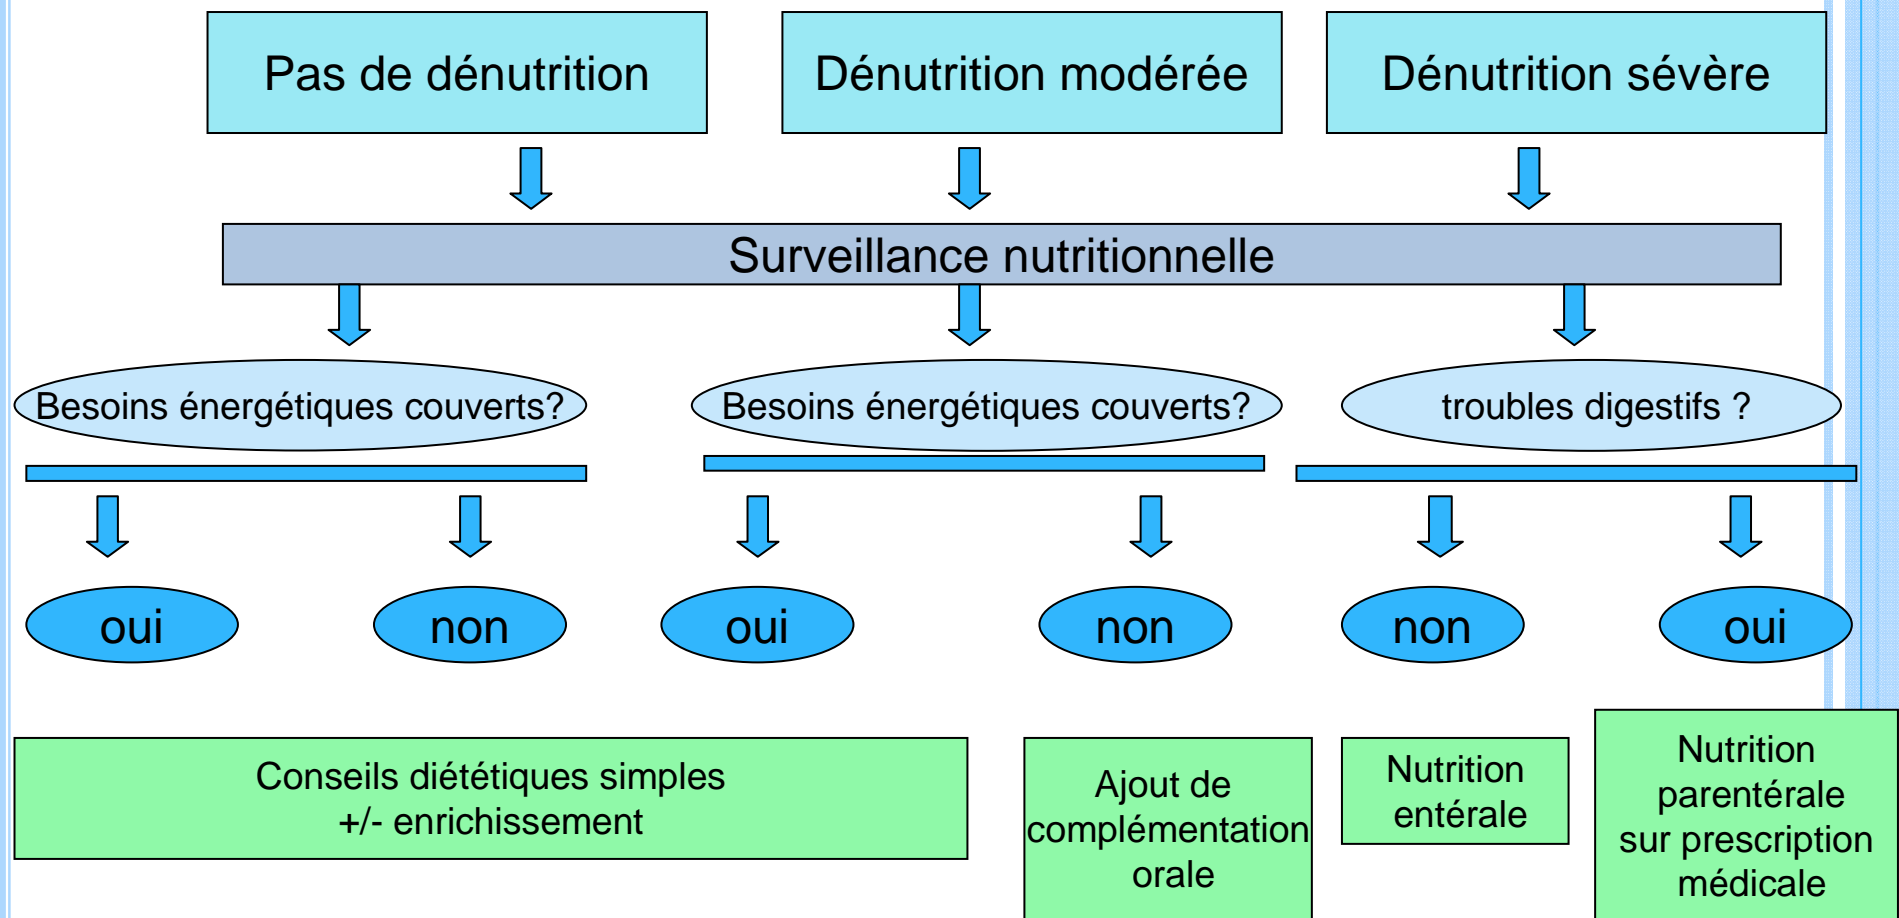 Pas de dénutrition
Dénutrition modérée
Dénutrition sévère
Surveillance nutritionnelle
Besoins énergétiques couverts?
Besoins énergétiques couverts?
troubles digestifs ?
oui
non
oui
non
non
oui
Conseils diététiques simples
+/- enrichissement
Ajout de
complémentation
orale
Nutrition
entérale
Nutrition
parentérale
sur prescription
médicale